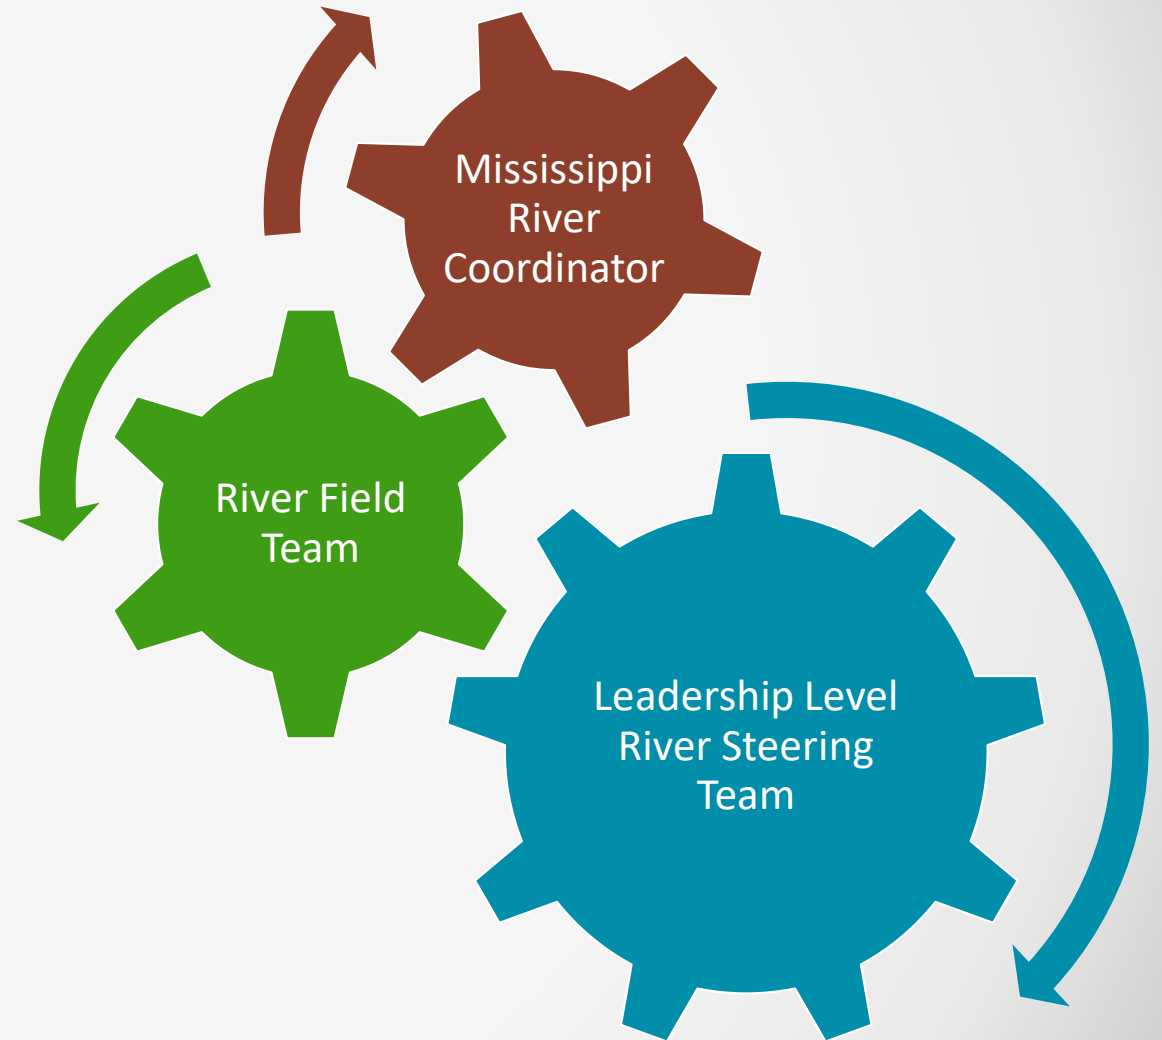 Mississippi
River
Coordinator
River Field
Team
Leadership Level
River Steering
Team